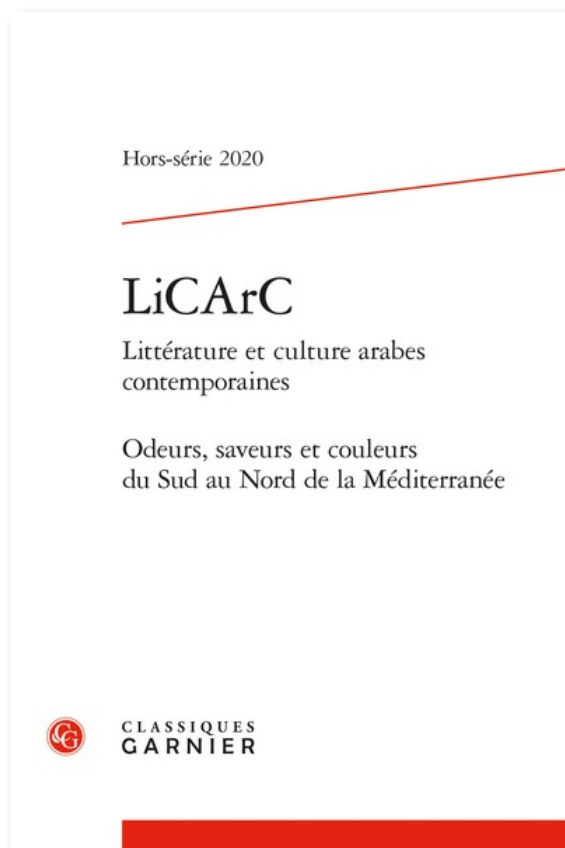 Hors-série 2020
LiCArC
Littérature et culture arabes
contemporaines
Odeurs, saveurs et couleurs
du Sud au Nord de la Méditerranée
CG
CLASSIQUES
GARNIER